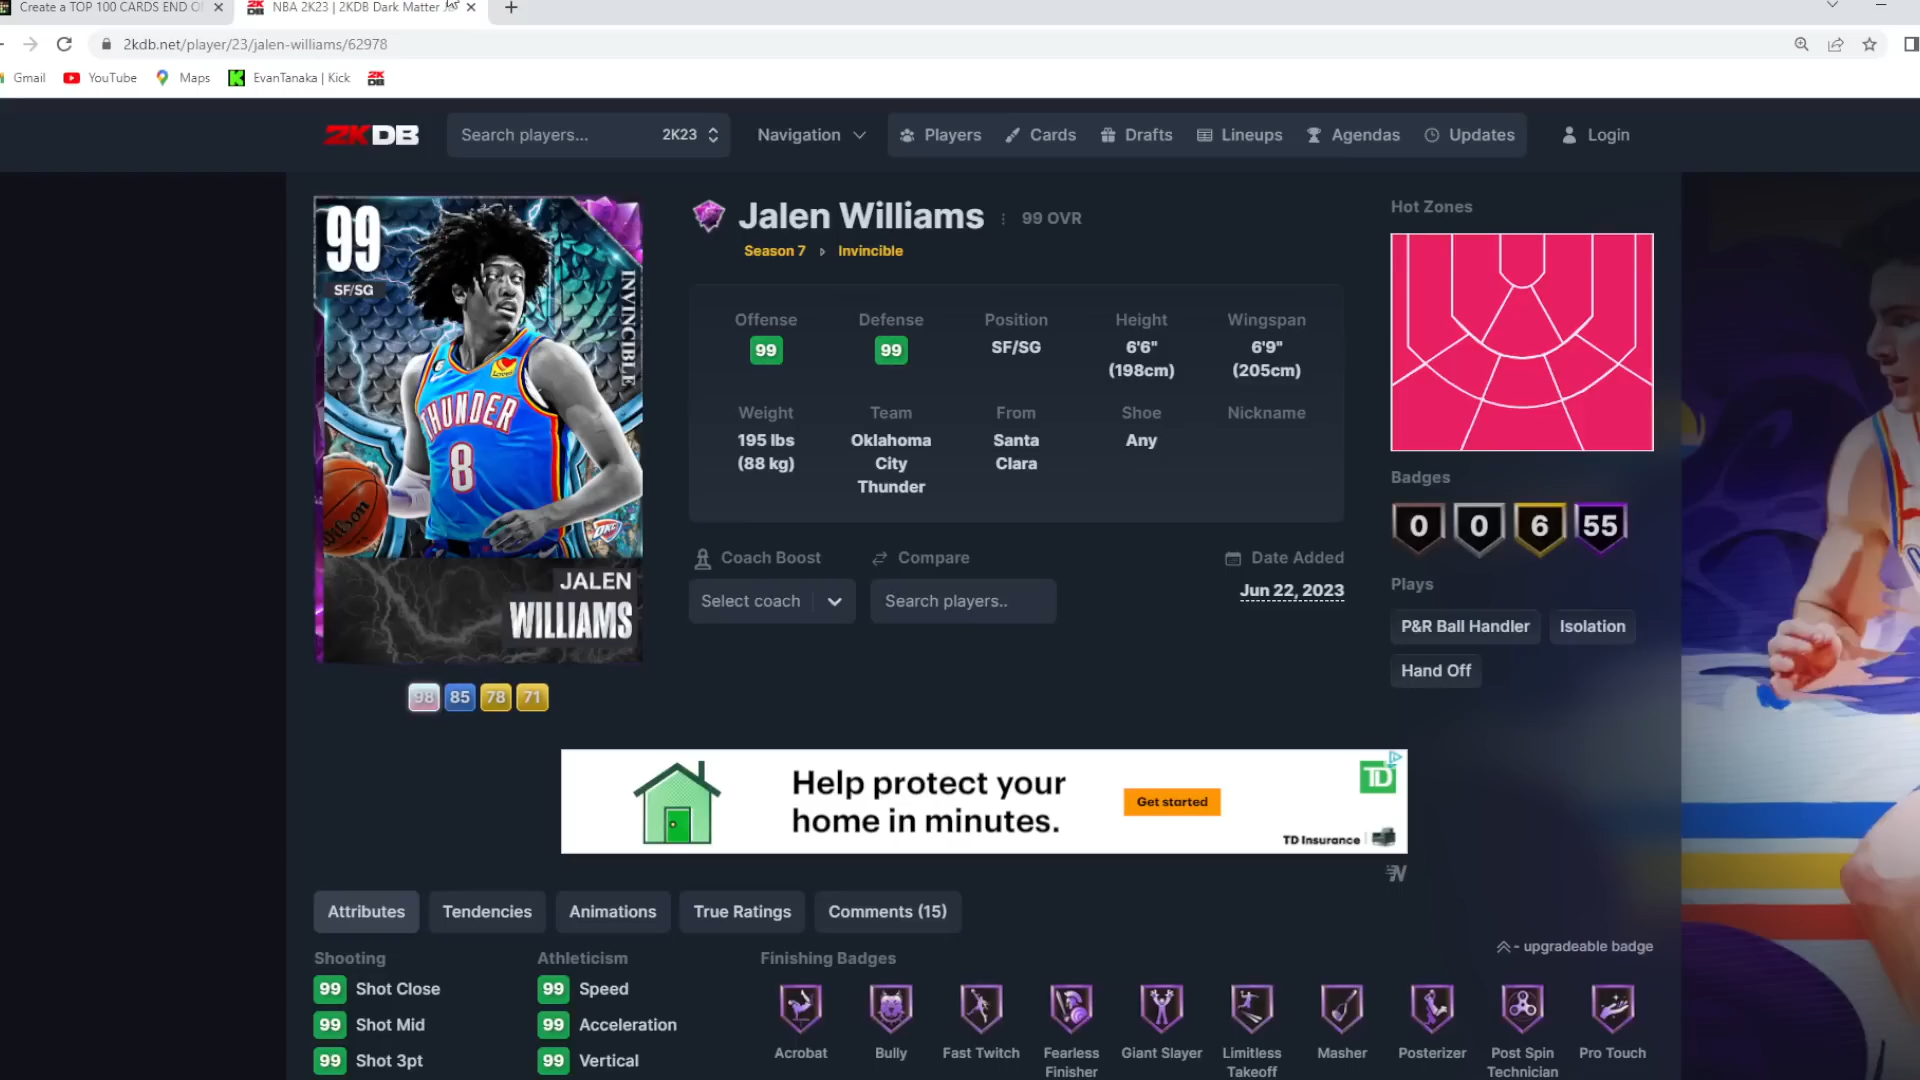 Create a TOP 100 CARDS END O
NBA 2K23 | 2KDB Dark Matter
2kdb.net/player/23/jalen-williams/62978
Gmail
YouTube
Maps
EvanTanaka | Kick
2K
DB
2KDB
Search players...
2K23
Navigation
Players
Cards
Drafts
Lineups
Agendas
Updates
Login
99
SF/SG
INVINCIBLE
Wilson
THUNDER
8
OKC
JALEN
WILLIAMS
98 85 78 71
Jalen Williams
99 OVR
Season 7
Invincible
Offense
99
Defense
99
Position
SF/SG
Height
6'6"
(198cm)
Wingspan
6'9"
(205cm)
Weight
195 lbs
(88 kg)
Team
Oklahoma
City
Thunder
From
Santa
Clara
Shoe
Any
Nickname
Coach Boost
Select coach
Compare
Search players..
Date Added
Jun 22, 2023
Hot Zones
Badges
0 0 6 55
Plays
P&R Ball Handler
Isolation
Hand Off
Help protect your
home in minutes.
Get started
TD
TD Insurance
Attributes
Tendencies
Animations
True Ratings
Comments (15)
- upgradeable badge
Shooting
99 Shot Close
99 Shot Mid
99 Shot 3pt
Athleticism
99 Speed
99 Acceleration
99 Vertical
Finishing Badges
Acrobat
Bully
Fast Twitch
Fearless
Finisher
Giant Slayer
Limitless
Takeoff
Masher
Posterizer
Post Spin
Technician
Pro Touch